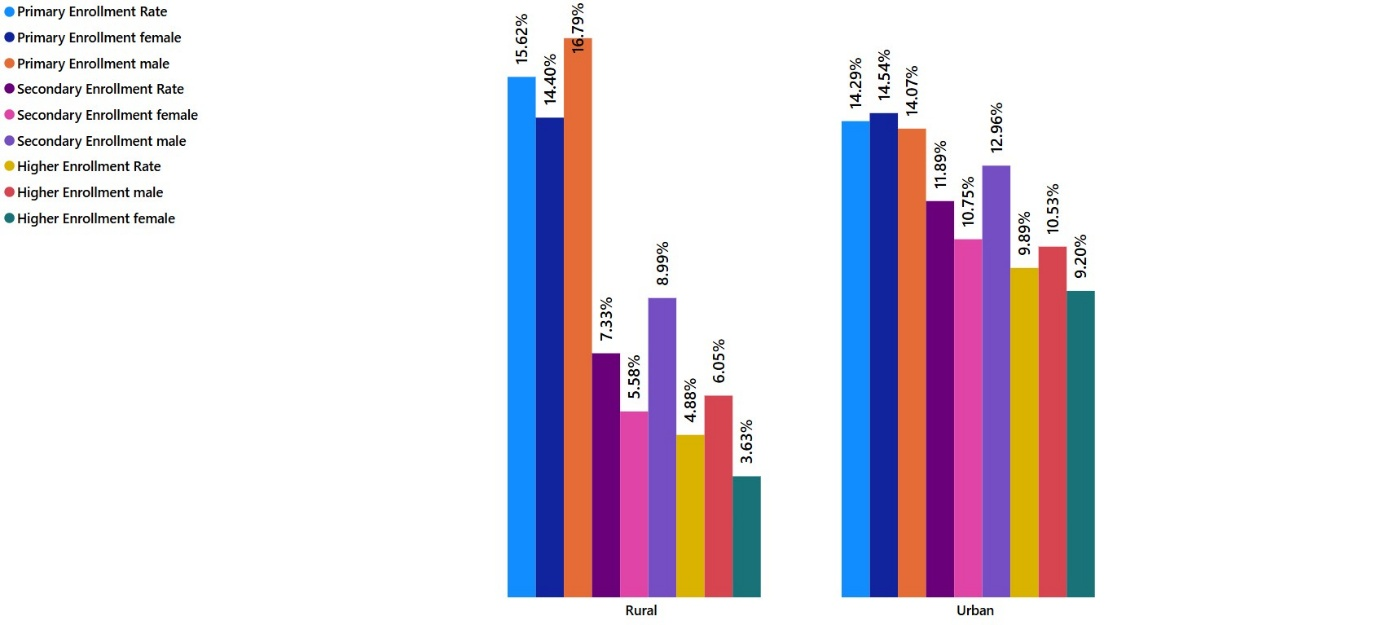 Primary Enrollment Rate
Primary Enrollment female
Primary Enrollment male
Secondary Enrollment Rate
Secondary Enrollment female
Secondary Enrollment male
Higher Enrollment Rate
Higher Enrollment male
Higher Enrollment female
15.62%
14.40%
16.79%
7.33%
5.58%
8.99%
4.88%
6.05%
3.63%
14.29%
14.54%
14.07%
11.89%
10.75%
12.96%
9.89%
10.53%
9.20%
Rural
Urban